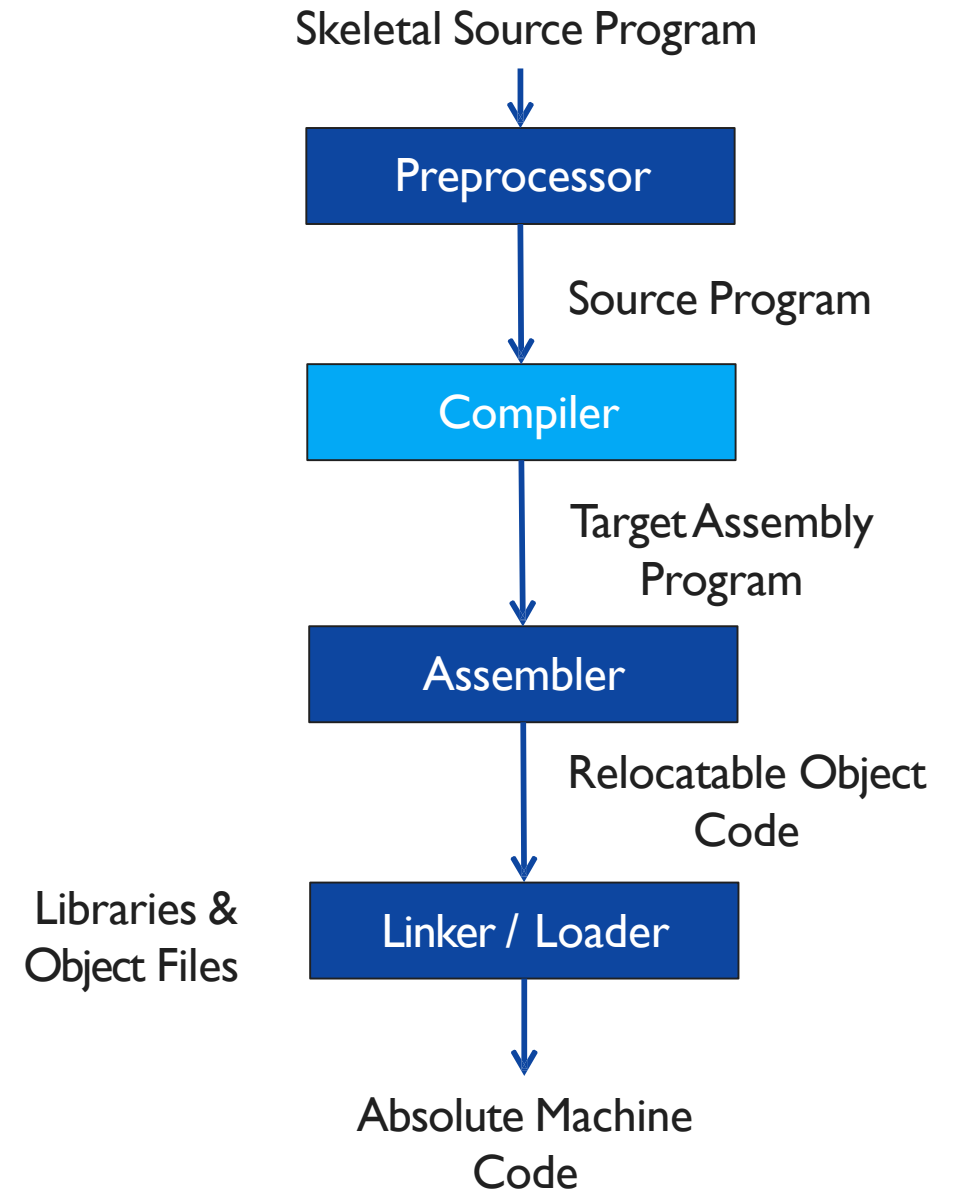 Skeletal Source Program
Preprocessor
Source Program
Compiler
Target Assembly
Program
Assembler
Relocatable Object
Code
Libraries &
Object Files
Linker / Loader
Absolute Machine
Code